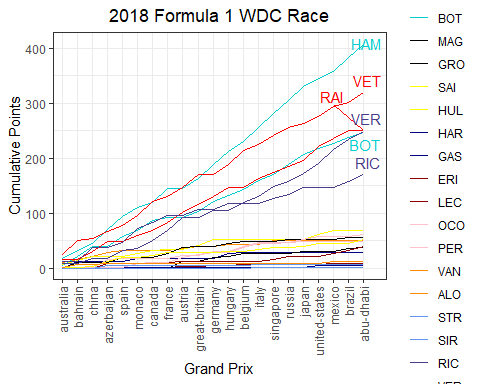 2018 Formula 1 WDC Race
Cumulative Points
400
300
200
100
0
HAM
VET
RAI
VER
BOT
RIC
australia
bahrain
china
azerbaijan
spain
monaco
canada
france
austria
great-britain
germany
hungary
belgium
italy
singapore
russia
japan
united-states
mexico
brazil
abu-dhabi
Grand Prix
BOT
MAG
GRO
SAI
HUL
HAR
GAS
ERI
LEC
OCO
PER
VAN
ALO
STR
SIR
RIC